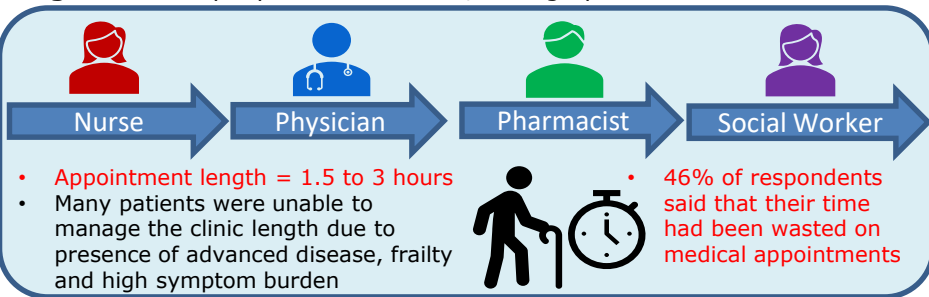 Nurse
Physician
Pharmacist
Social Worker
• Appointment length = 1.5 to 3 hours
• Many patients were unable to
manage the clinic length due to
presence of advanced disease, frailty
and high symptom burden
• 46% of respondents
said that their time
had been wasted on
medical appointments